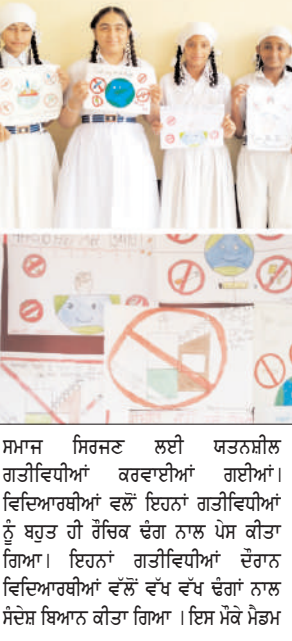 ਸਮਾਜ ਸਿਰਜਣ ਲਈ ਯਤਨਸ਼ੀਲ
ਗਤੀਵਿਧੀਆਂ ਕਰਵਾਈਆਂ ਗਈਆਂ।
ਵਿਦਿਆਰਥੀਆਂ ਵਲੋਂ ਇਹਨਾਂ ਗਤੀਵਿਧੀਆਂ
ਨੂੰ ਬਹੁਤ ਹੀ ਰੌਚਿਕ ਢੰਗ ਨਾਲ ਪੇਸ਼ ਕੀਤਾ
ਗਿਆ। ਇਹਨਾਂ ਗਤੀਵਿਧੀਆਂ ਦੌਰਾਨ
ਵਿਦਿਆਰਥੀਆਂ ਵੱਲੋਂ ਵੱਖ ਵੱਖ ਢੰਗਾਂ ਨਾਲ
ਸੰਦੇਸ਼ ਬਿਆਨ ਕੀਤਾ ਗਿਆ । ਇਸ ਮੌਕੇ ਮੈਡਮ